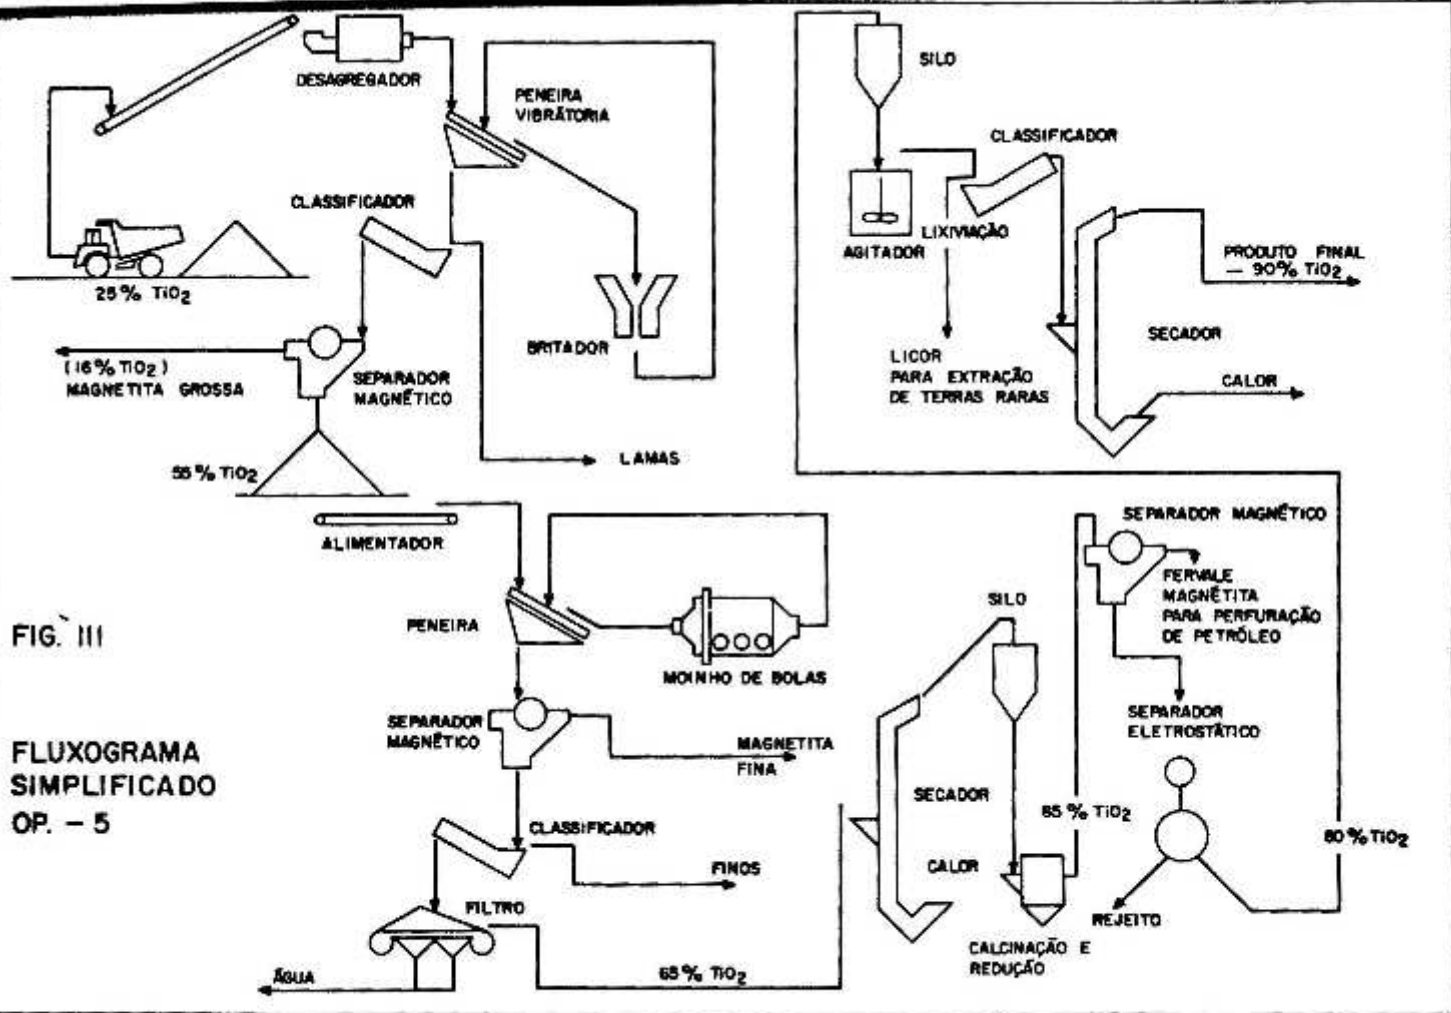 DESAGREGADOR
PENEIRA
VIBRÃTORIA
CLASSIFICADOR
25% TiO2
(16% TiO2)
MAGNETITA GROSSA
SEPARADOR
MAGNÉTICO
BRITADOR
55% TiO2
LAMAS
ALIMENTADOR
SILO
CLASSIFICADOR
AGITADOR
LIXIVIAÇÃO
PRODUTO FINAL
— 90% TiO2
SECADOR
LICOR
PARA EXTRAÇÃO
DE TERRAS RARAS
CALOR
FIG. III
FLUXOGRAMA
SIMPLIFICADO
OP. — 5
PENEIRA
MOINHO DE BOLAS
SEPARADOR
MAGNÉTICO
MAGNETITA
FINA
CLASSIFICADOR
FINOS
FILTRO
ÁGUA
65% TiO2
SILO
SECADOR
CALOR
CALCINAÇÃO E
REDUÇÃO
65% TiO2
SEPARADOR MAGNÉTICO
FERVALE
MAGNÉTITA
PARA PERFURAÇÃO
DE PETRÓLEO
SEPARADOR
ELETROSTÁTICO
REJEITO
80% TiO2